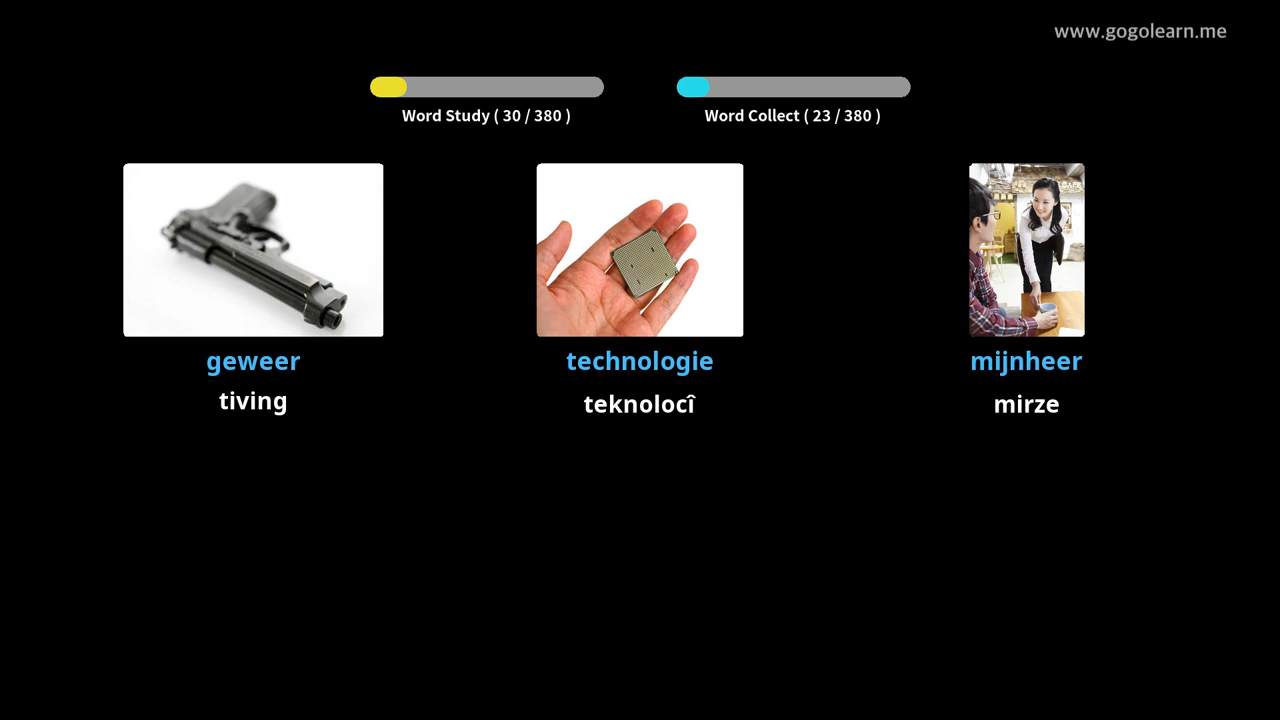 www.gogolearn.me
Word Study ( 30 / 380 )
Word Collect ( 23 / 380 )
geweer
technologie
mijnheer
tiving
teknolocî
mirze